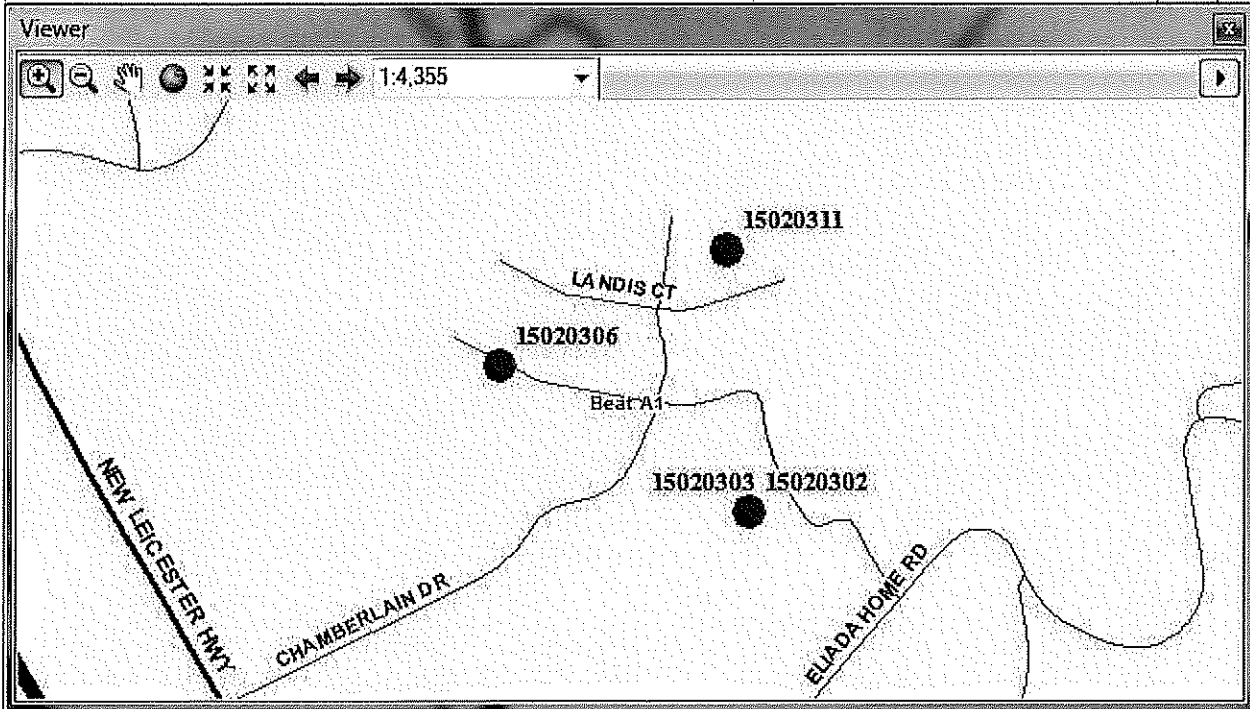 Viewer
1:4,355
15020311
LANDIS CT
15020306
Beat A1
15020303 15020302
NEW LEICESTER HWY
CHAMBERLAIN DR
ELIADA HOME RD